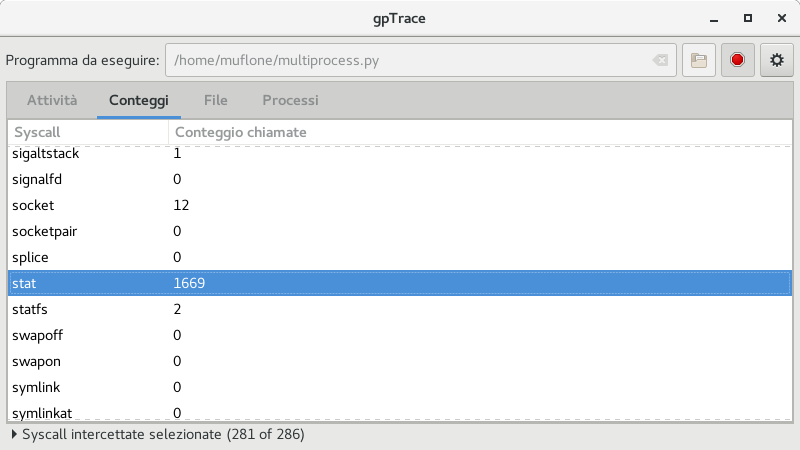 gpTrace
Programma da eseguire: /home/muflone/multiprocess.py
Attività Conteggi File Processi
Syscall Conteggio chiamate
sigaltstack 1
signalfd 0
socket 12
socketpair 0
splice 0
stat 1669
statfs 2
swapoff 0
swapon 0
symlink 0
symlinkat 0
Syscall intercettate selezionate (281 of 286)